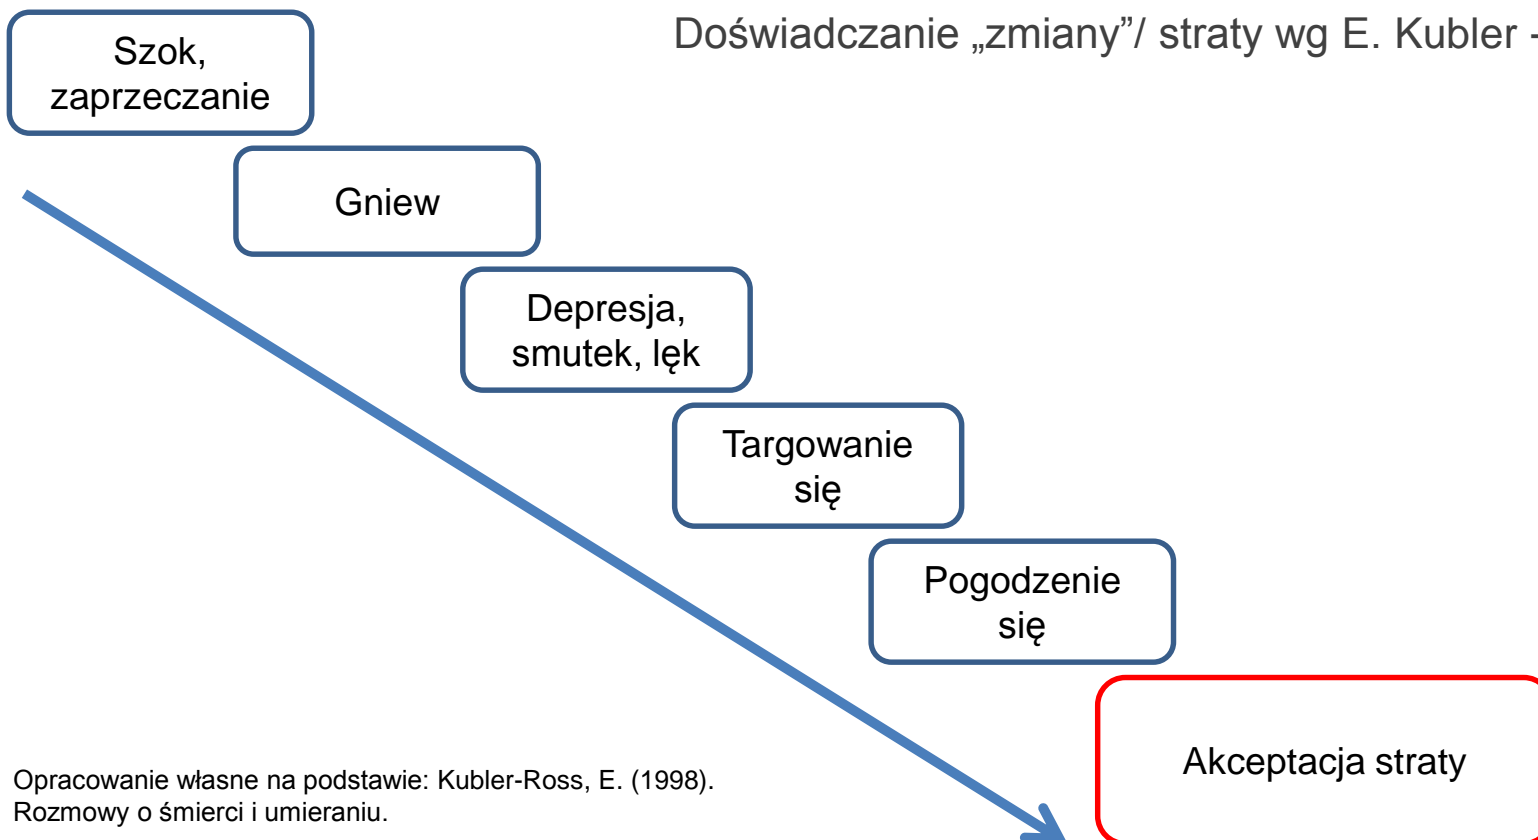 Doświadczanie „zmiany”/ straty wg E. Kubler -
Szok,
zaprzeczanie
Gniew
Depresja,
smutek, lęk
Targowanie
się
Pogodzenie
się
Akceptacja straty
Opracowanie własne na podstawie: Kubler-Ross, E. (1998).
Rozmowy o śmierci i umieraniu.